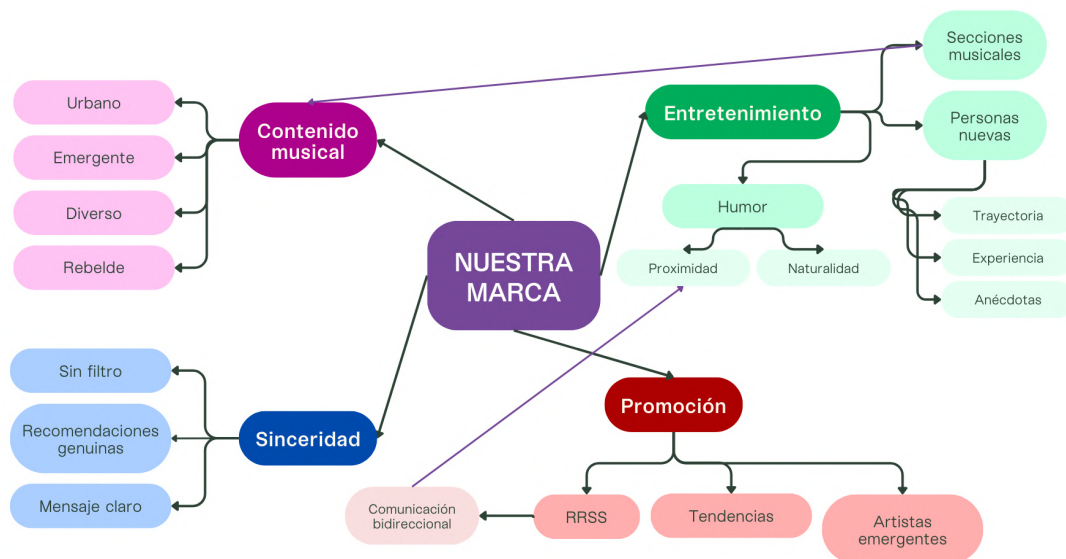 NUESTRA
MARCA
Contenido
musical
Urbano
Emergente
Diverso
Rebelde
Entretenimiento
Secciones
musicales
Personas
nuevas
Trayectoria
Experiencia
Anécdotas
Humor
Proximidad
Naturalidad
Sinceridad
Sin filtro
Recomendaciones
genuinas
Mensaje claro
Promoción
RRSS
Comunicación
bidireccional
Tendencias
Artistas
emergentes